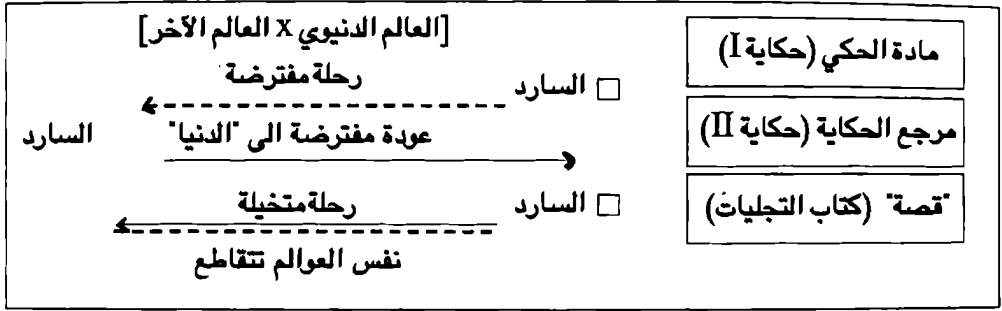 [العالم الدنيوي X العالم الآخر]
مادة الحكي (حكاية I)
رحلة مفترضة
□ السارد
مرجع الحكاية (حكاية II)
عودة مفترضة الى "الدنيا"
السارد
"قصة" (كتاب التجليات)
□ السارد
رحلة متخيلة
نفس العوالم تتقاطع